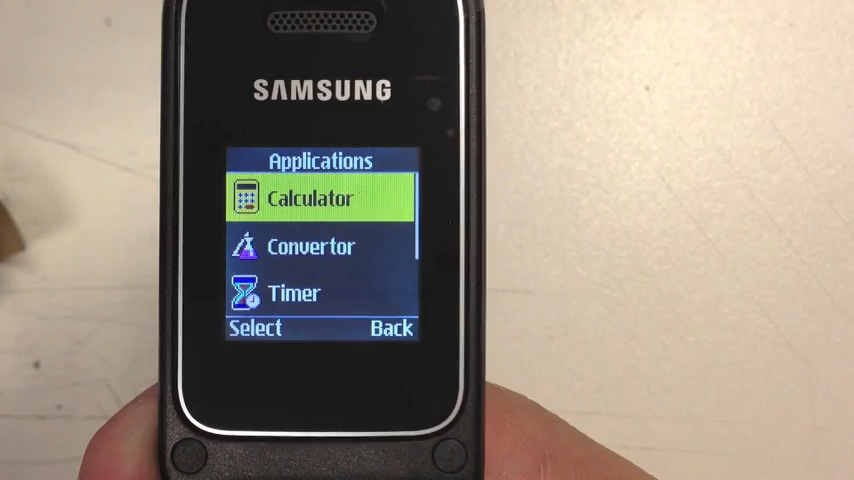 SAMSUNG
Applications
Calculator
Convertor
Timer
Select Back